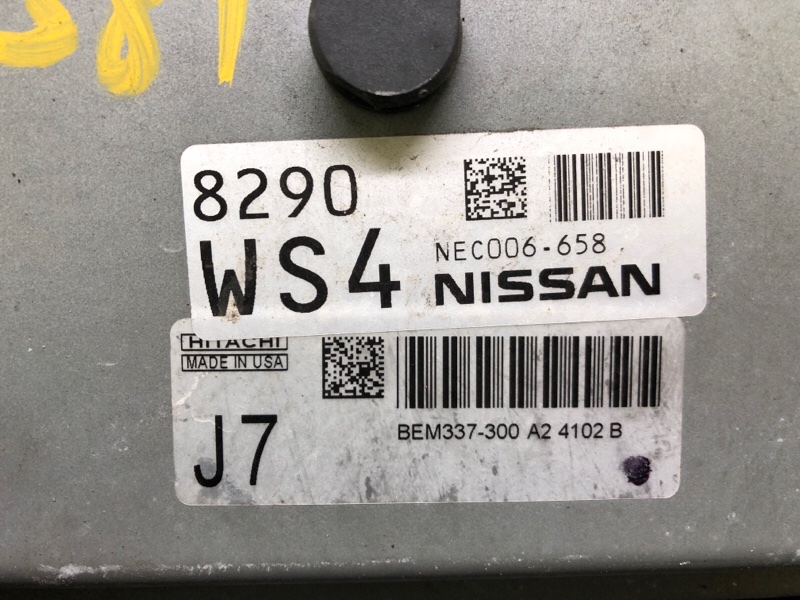 8290
WS4
NEC006-658
NISSAN
HITACHI
MADE IN USA
J7
BEM337-300 A2 4102 B